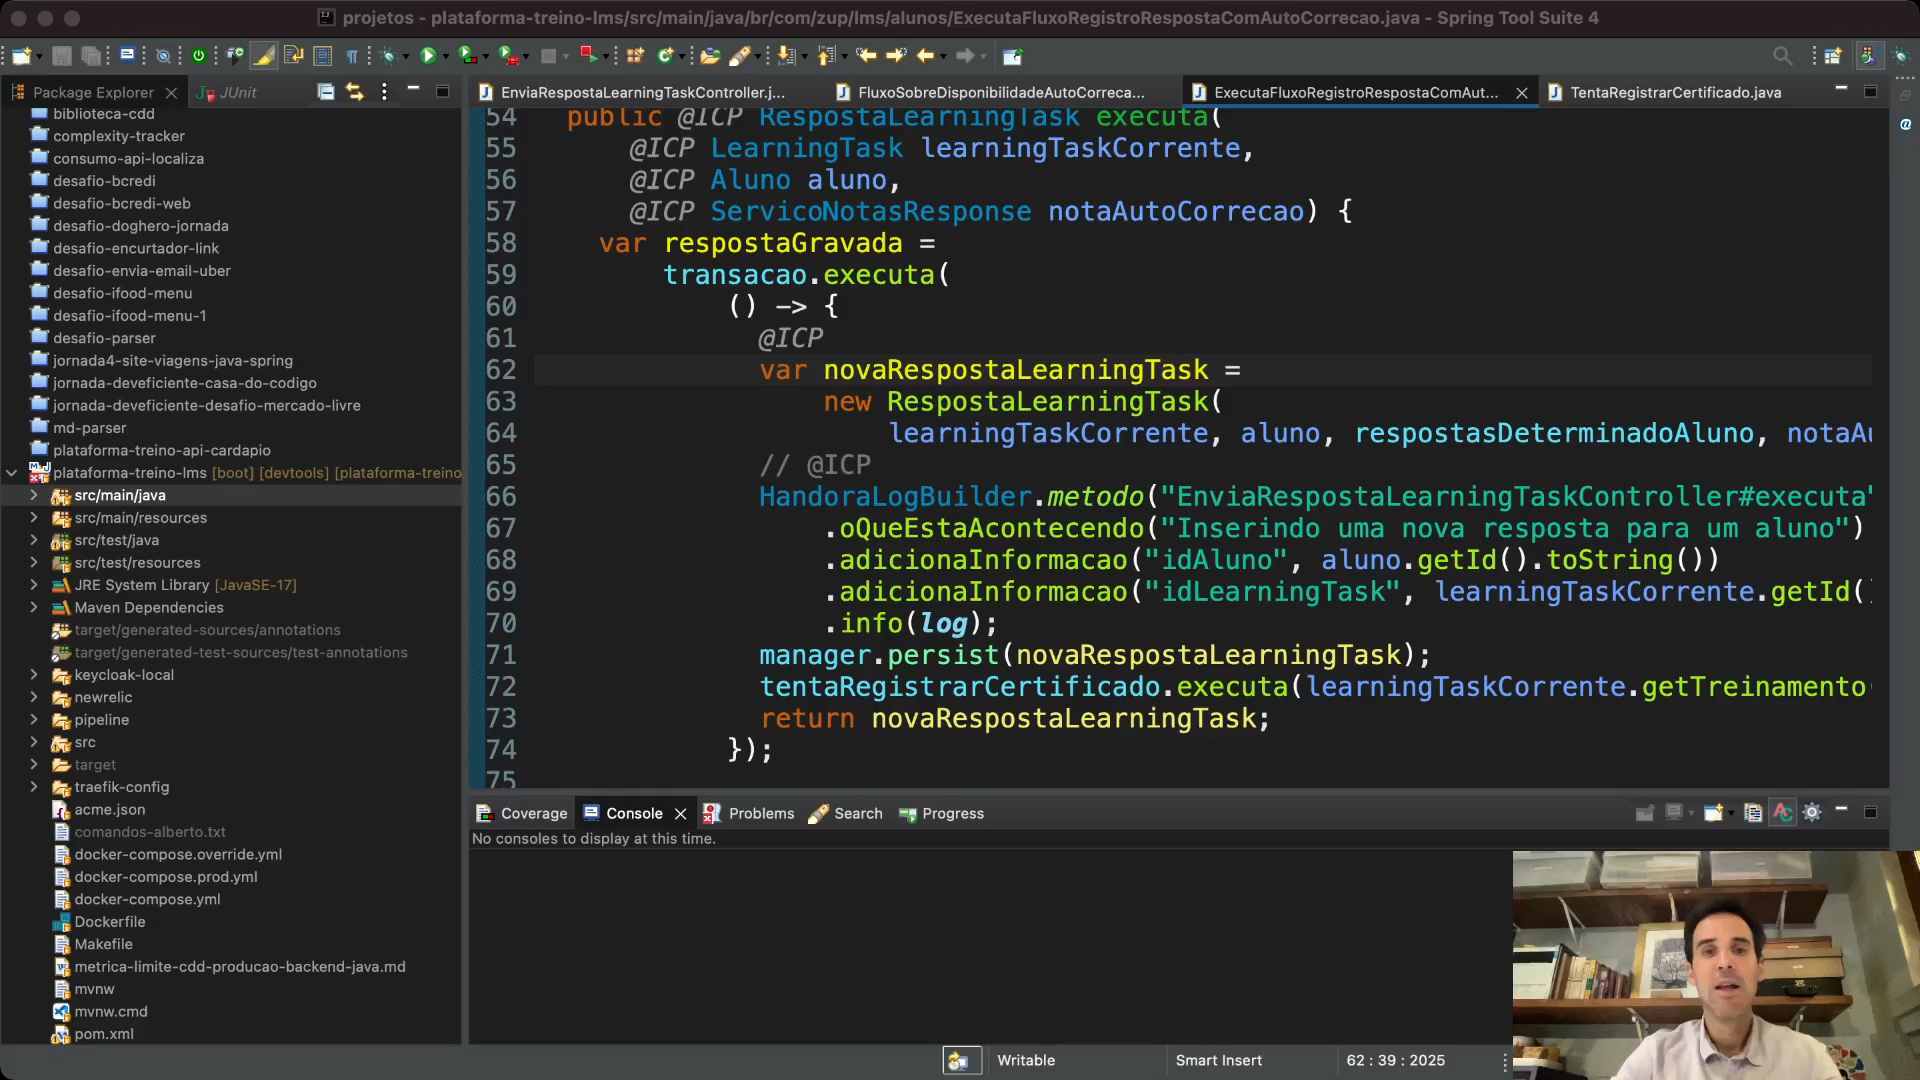 projetos - plataforma-treino-lms/src/main/java/br/com/zup/lms/alunos/ExecutaFluxoRegistroRespostaComAutoCorrecao.java - Spring Tool Suite 4
Package Explorer
JUnit
EnviaRespostaLearningTaskController.j...
FluxoSobreDisponibilidadeAutoCorreca...
ExecutaFluxoRegistroRespostaComAut...
TentaRegistrarCertificado.java
biblioteca-cdd
complexity-tracker
consumo-api-localiza
desafio-bcredi
desafio-bcredi-web
desafio-doghero-jornada
desafio-encurtador-link
desafio-envia-email-uber
desafio-ifood-menu
desafio-ifood-menu-1
desafio-parser
jornada4-site-viagens-java-spring
jornada-deveficiente-casa-do-codigo
jornada-deveficiente-desafio-mercado-livre
md-parser
plataforma-treino-api-cardapio
plataforma-treino-lms [boot] [devtools] [plataforma-treino
src/main/java
src/main/resources
src/test/java
src/test/resources
JRE System Library [JavaSE-17]
Maven Dependencies
target/generated-sources/annotations
target/generated-test-sources/test-annotations
keycloak-local
newrelic
pipeline
src
target
traefik-config
acme.json
comandos-alberto.txt
docker-compose.override.yml
docker-compose.prod.yml
docker-compose.yml
Dockerfile
Makefile
metrica-limite-cdd-producao-backend-java.md
mvnw
mvnw.cmd
pom.xml
54 public @ICP RespostaLearningTask executa(
55 @ICP LearningTask learningTaskCorrente,
56 @ICP Aluno aluno,
57 @ICP ServicoNotasResponse notaAutoCorrecao) {
58 var respostaGravada =
59 transacao.executa(
60 () -> {
61 @ICP
62 var novaRespostaLearningTask =
63 new RespostaLearningTask(
64 learningTaskCorrente, aluno, respostasDeterminadoAluno, notaAu
65 // @ICP
66 HandoraLogBuilder.metodo("EnviaRespostaLearningTaskController#executa"
67 .oQueEstaAcontecendo("Inserindo uma nova resposta para um aluno")
68 .adicionaInformacao("idAluno", aluno.getId().toString())
69 .adicionaInformacao("idLearningTask", learningTaskCorrente.getId()
70 .info(log);
71 manager.persist(novaRespostaLearningTask);
72 tentaRegistrarCertificado.executa(learningTaskCorrente.getTreinamento(
73 return novaRespostaLearningTask;
74 });
75
Coverage
Console
Problems
Search
Progress
No consoles to display at this time.
Writable
Smart Insert
62 : 39 : 2025